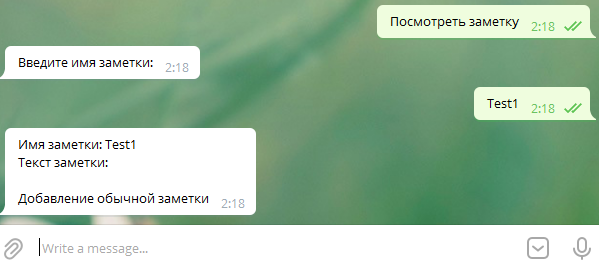 Посмотреть заметку 2:18
Введите имя заметки: 2:18
Test1 2:18
Имя заметки: Test1
Текст заметки:
Добавление обычной заметки 2:18
Write a message...